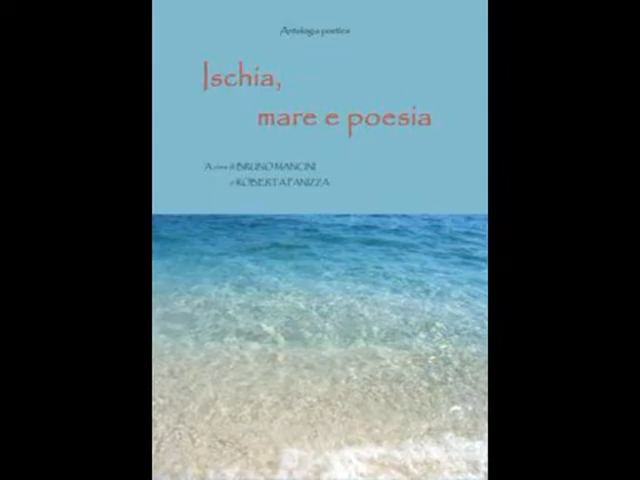 Antologia poetica
Ischia,
mare e poesia
A cura di BRUNO MANCINI
e ROBERTA PANIZZA